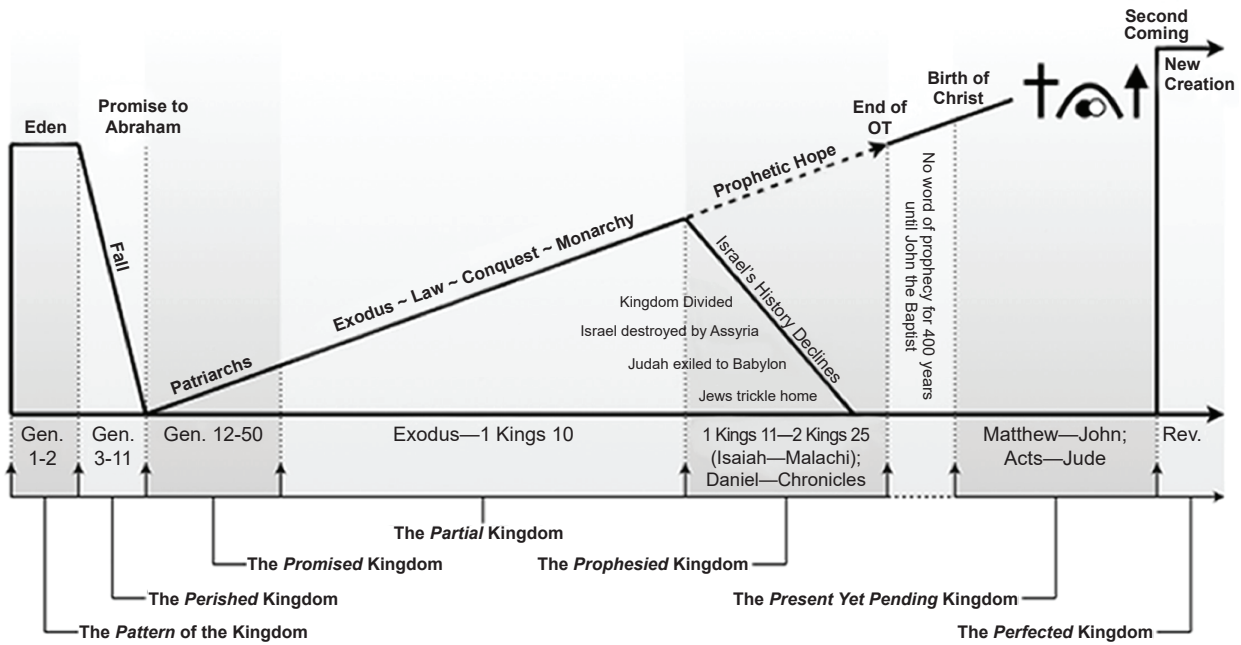 Second
Coming
New
Creation
Birth of
Christ
End of
OT
Promise to
Abraham
Eden
Fall
Patriarchs
Exodus ~ Law ~ Conquest ~ Monarchy
Prophetic Hope
Israel's History Declines
Kingdom Divided
Israel destroyed by Assyria
Judah exiled to Babylon
Jews trickle home
No word of prophecy for 400 years
until John the Baptist
Gen.
1-2
Gen.
3-11
Gen. 12-50
Exodus—1 Kings 10
1 Kings 11—2 Kings 25
(Isaiah—Malachi);
Daniel—Chronicles
Matthew—John;
Acts—Jude
Rev.
The Partial Kingdom
The Promised Kingdom
The Prophesied Kingdom
The Perished Kingdom
The Present Yet Pending Kingdom
The Pattern of the Kingdom
The Perfected Kingdom